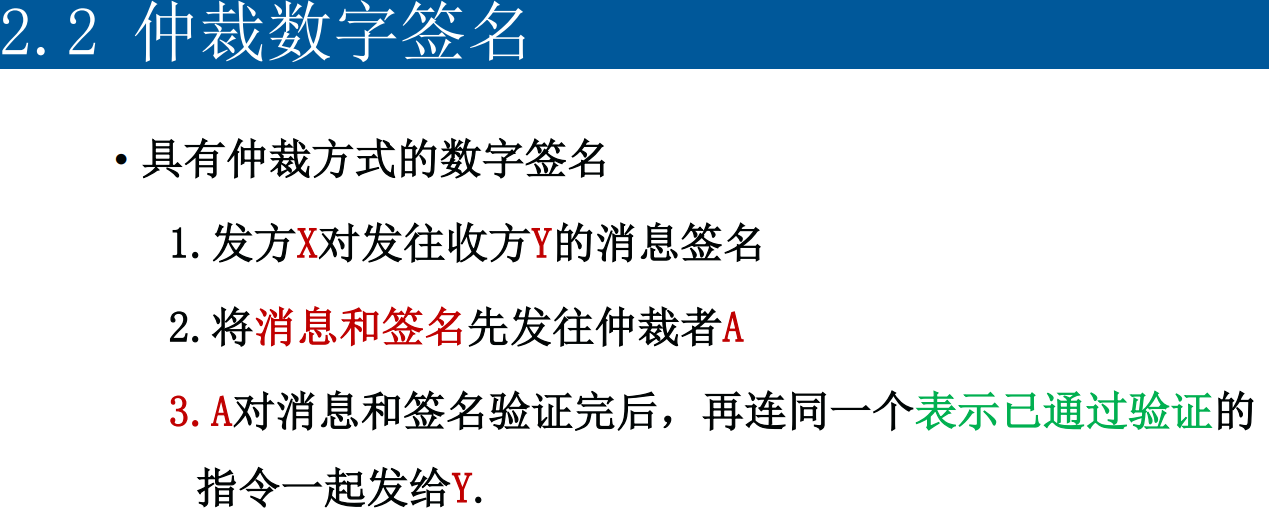 2.2 仲裁数字签名
• 具有仲裁方式的数字签名
1.发方X对发往收方Y的消息签名
2.将消息和签名先发往仲裁者A
3.A对消息和签名验证完后，再连同一个表示已通过验证的
指令一起发给Y.